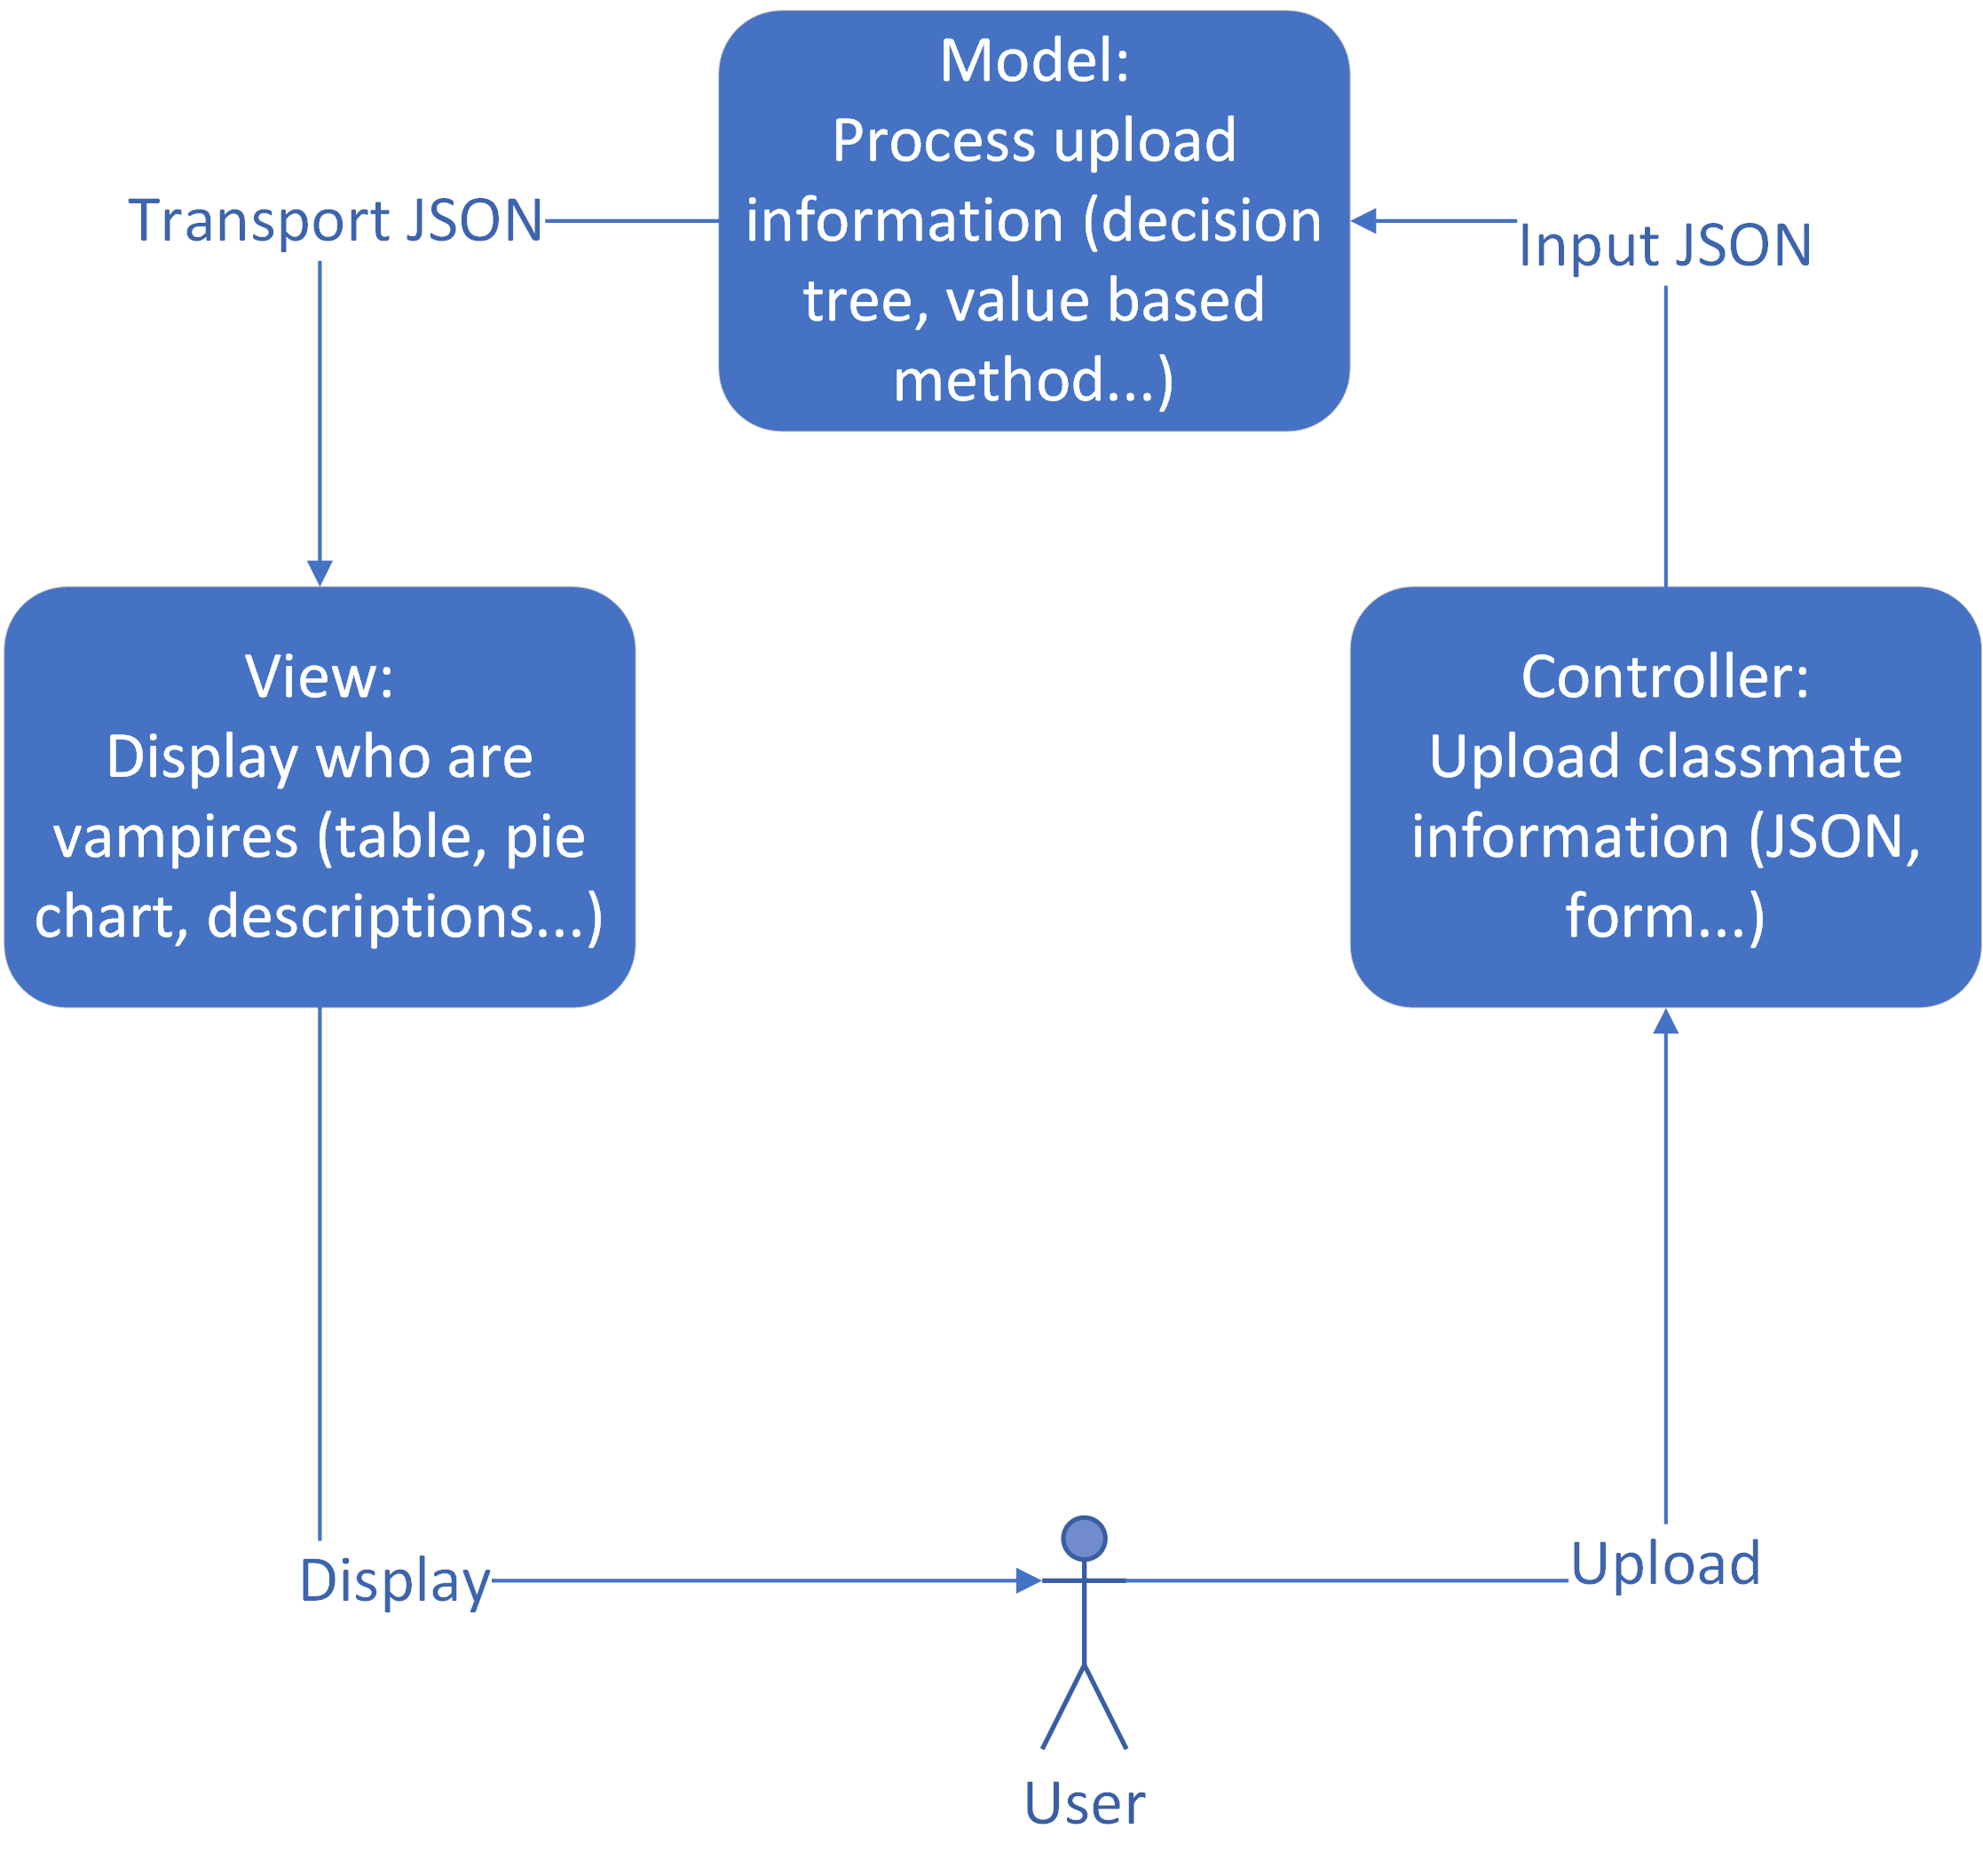 Model:
Process upload
information (decision
tree, value based
method...)
Transport JSON
Input JSON
View:
Display who are
vampires (table, pie
chart, descriptions...)
Controller:
Upload classmate
information (JSON,
form...)
Display
Upload
User